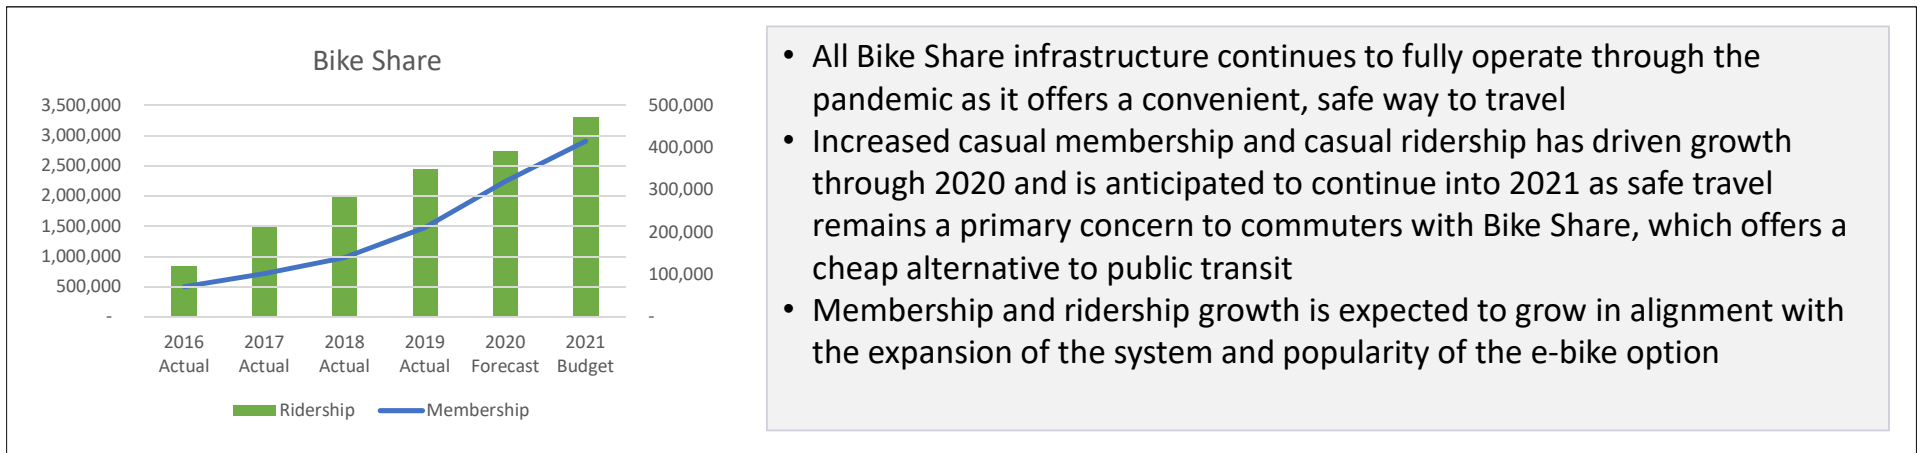 Bike Share
3,500,000
3,000,000
2,500,000
2,000,000
1,500,000
1,000,000
500,000
-
500,000
400,000
300,000
200,000
100,000
-
2016 2017 2018 2019 2020 2021
Actual Actual Actual Actual Forecast Budget
Ridership Membership
• All Bike Share infrastructure continues to fully operate through the
pandemic as it offers a convenient, safe way to travel
• Increased casual membership and casual ridership has driven growth
through 2020 and is anticipated to continue into 2021 as safe travel
remains a primary concern to commuters with Bike Share, which offers a
cheap alternative to public transit
• Membership and ridership growth is expected to grow in alignment with
the expansion of the system and popularity of the e-bike option